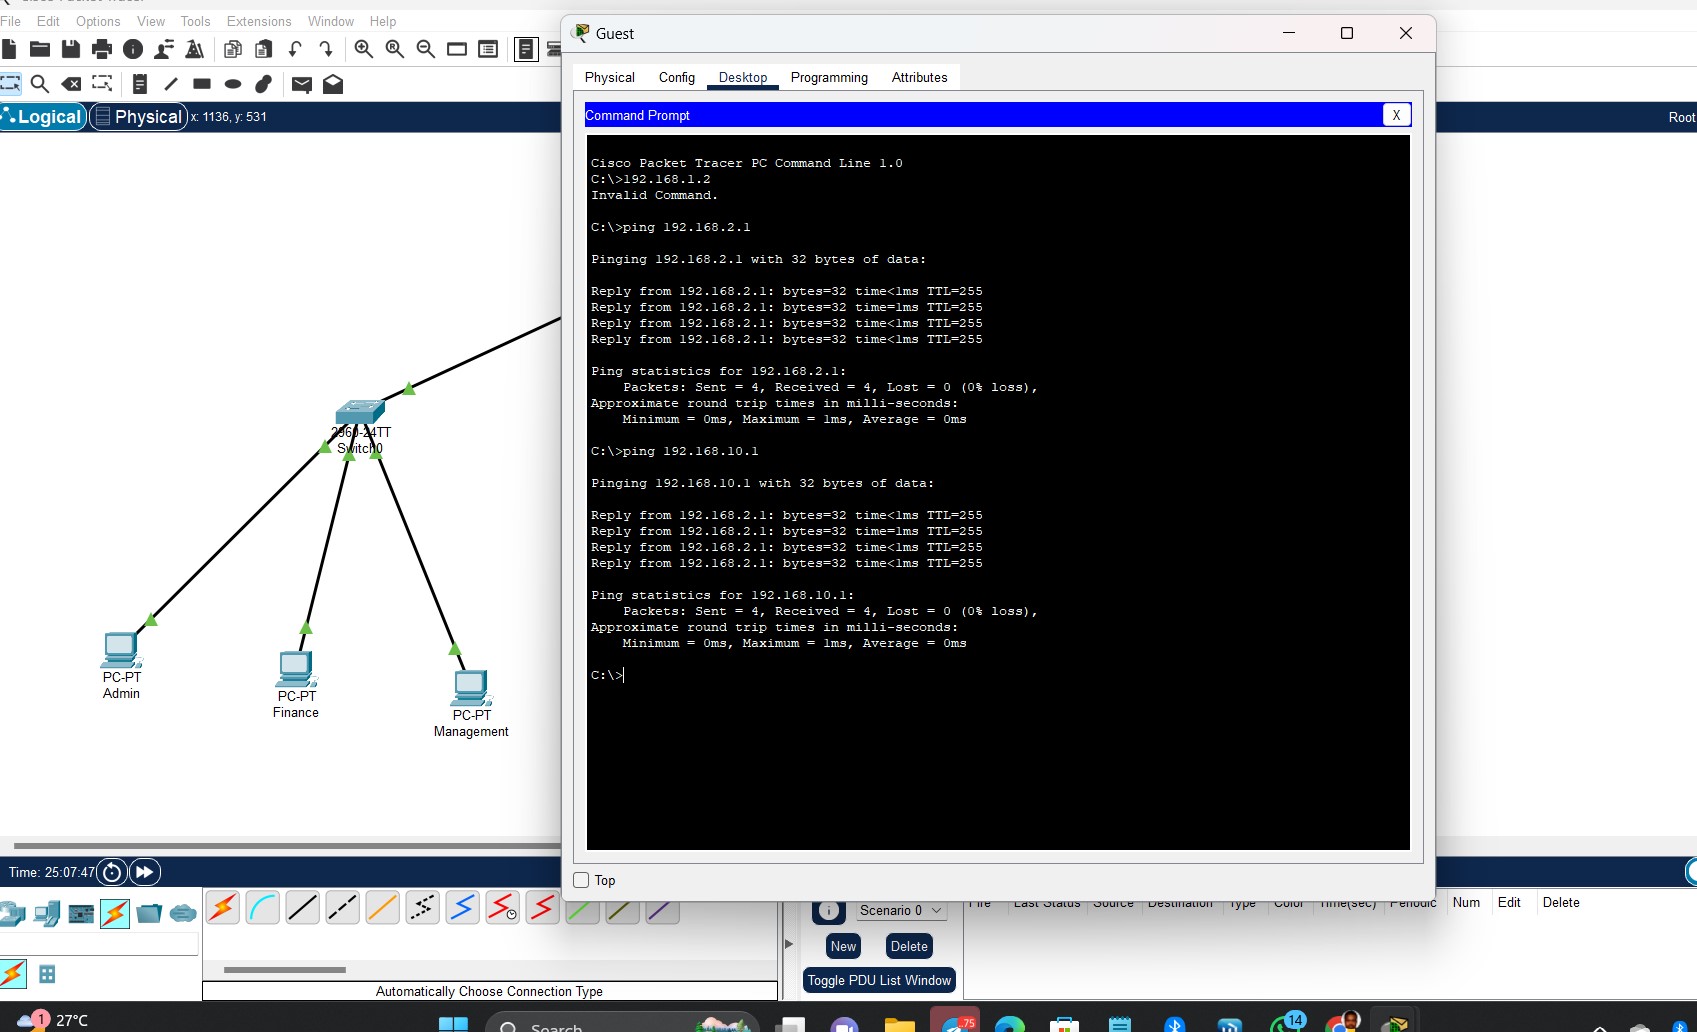 File Edit Options View Tools Extensions Window Help
Logical Physical x: 1136, y: 531
Root
2960-24TT
Switch0
PC-PT
Admin
PC-PT
Finance
PC-PT
Management
Guest
Physical Config Desktop Programming Attributes
Command Prompt X
Cisco Packet Tracer PC Command Line 1.0
C:\>192.168.1.2
Invalid Command.
C:\>ping 192.168.2.1
Pinging 192.168.2.1 with 32 bytes of data:
Reply from 192.168.2.1: bytes=32 time<1ms TTL=255
Reply from 192.168.2.1: bytes=32 time=1ms TTL=255
Reply from 192.168.2.1: bytes=32 time<1ms TTL=255
Reply from 192.168.2.1: bytes=32 time<1ms TTL=255
Ping statistics for 192.168.2.1:
Packets: Sent = 4, Received = 4, Lost = 0 (0% loss),
Approximate round trip times in milli-seconds:
Minimum = 0ms, Maximum = 1ms, Average = 0ms
C:\>ping 192.168.10.1
Pinging 192.168.10.1 with 32 bytes of data:
Reply from 192.168.2.1: bytes=32 time<1ms TTL=255
Reply from 192.168.2.1: bytes=32 time=1ms TTL=255
Reply from 192.168.2.1: bytes=32 time<1ms TTL=255
Reply from 192.168.2.1: bytes=32 time<1ms TTL=255
Ping statistics for 192.168.10.1:
Packets: Sent = 4, Received = 4, Lost = 0 (0% loss),
Approximate round trip times in milli-seconds:
Minimum = 0ms, Maximum = 1ms, Average = 0ms
C:\>
Top
Time: 25:07:47
Scenario 0
Fire Last Status Source Destination Type Color Time(sec) Periodic Num Edit Delete
New Delete
Toggle PDU List Window
Automatically Choose Connection Type
1 27°C
Search
.75
14